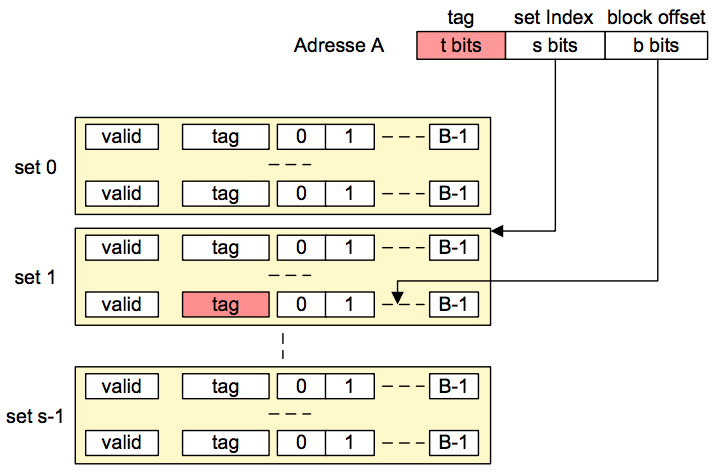 tag set Index block offset
Adresse A t bits s bits b bits
valid tag 0 1 B-1
set 0
valid tag 0 1 B-1
valid tag 0 1 B-1
set 1
valid tag 0 1 B-1
valid tag 0 1 B-1
set s-1
valid tag 0 1 B-1